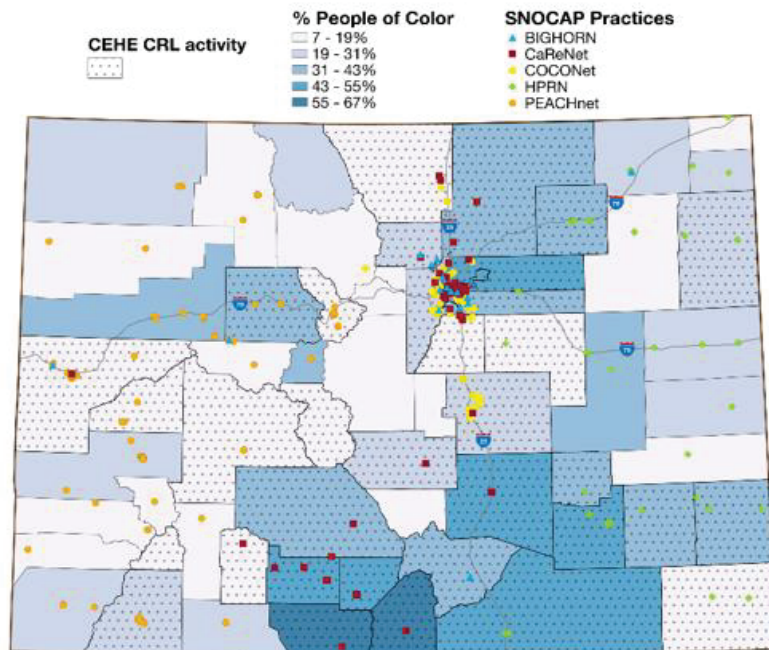 CEHE CRL activity
% People of Color
7 - 19%
19 - 31%
31 - 43%
43 - 55%
55 - 67%
SNOCAP Practices
BIGHORN
CaReNet
COCONet
HPRN
PEACHnet
70